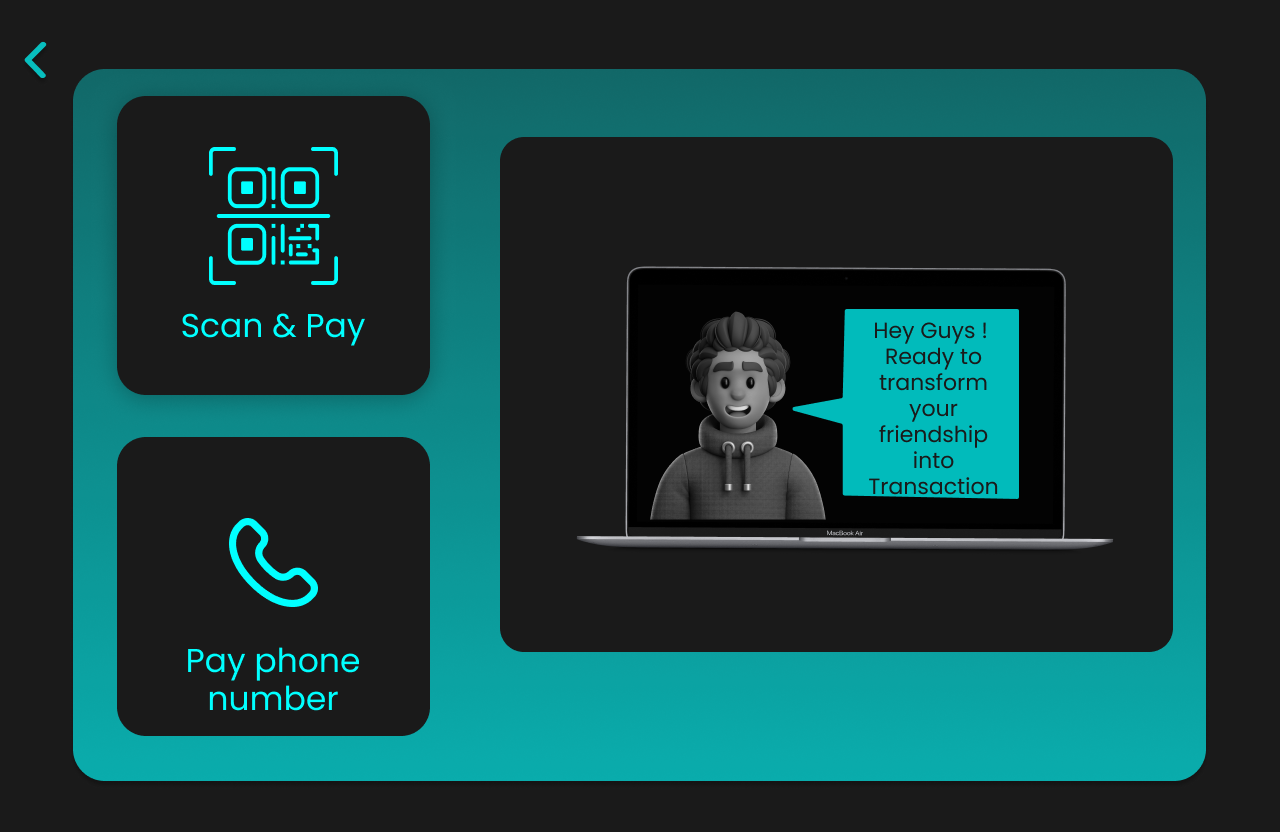 Scan & Pay
Pay phone
number
Hey Guys !
Ready to
transform
your
friendship
into
Transaction
MacBook Air